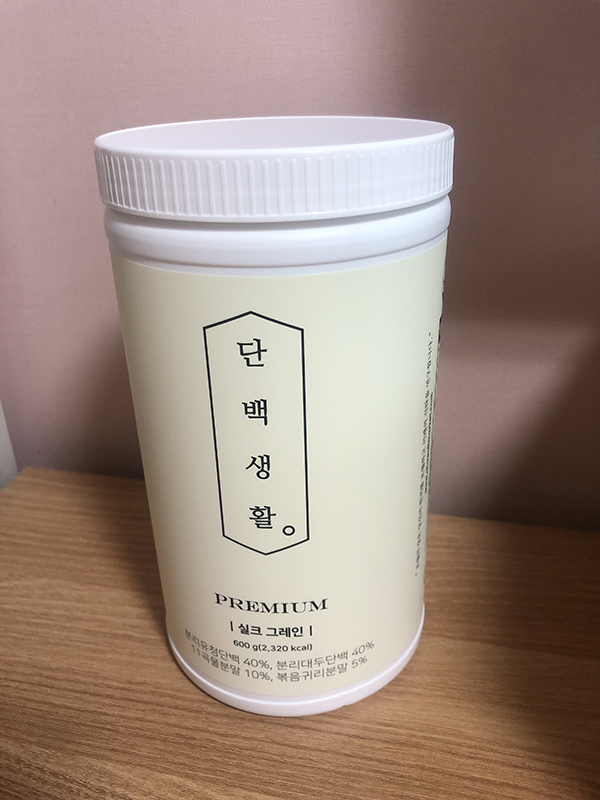 단
백
생
활
PREMIUM
| 실크 그레인 |
600 g(2,320 kcal)
분리유청단백 40%, 분리대두단백 40%
11곡물분말 10%, 볶음귀리분말 5%